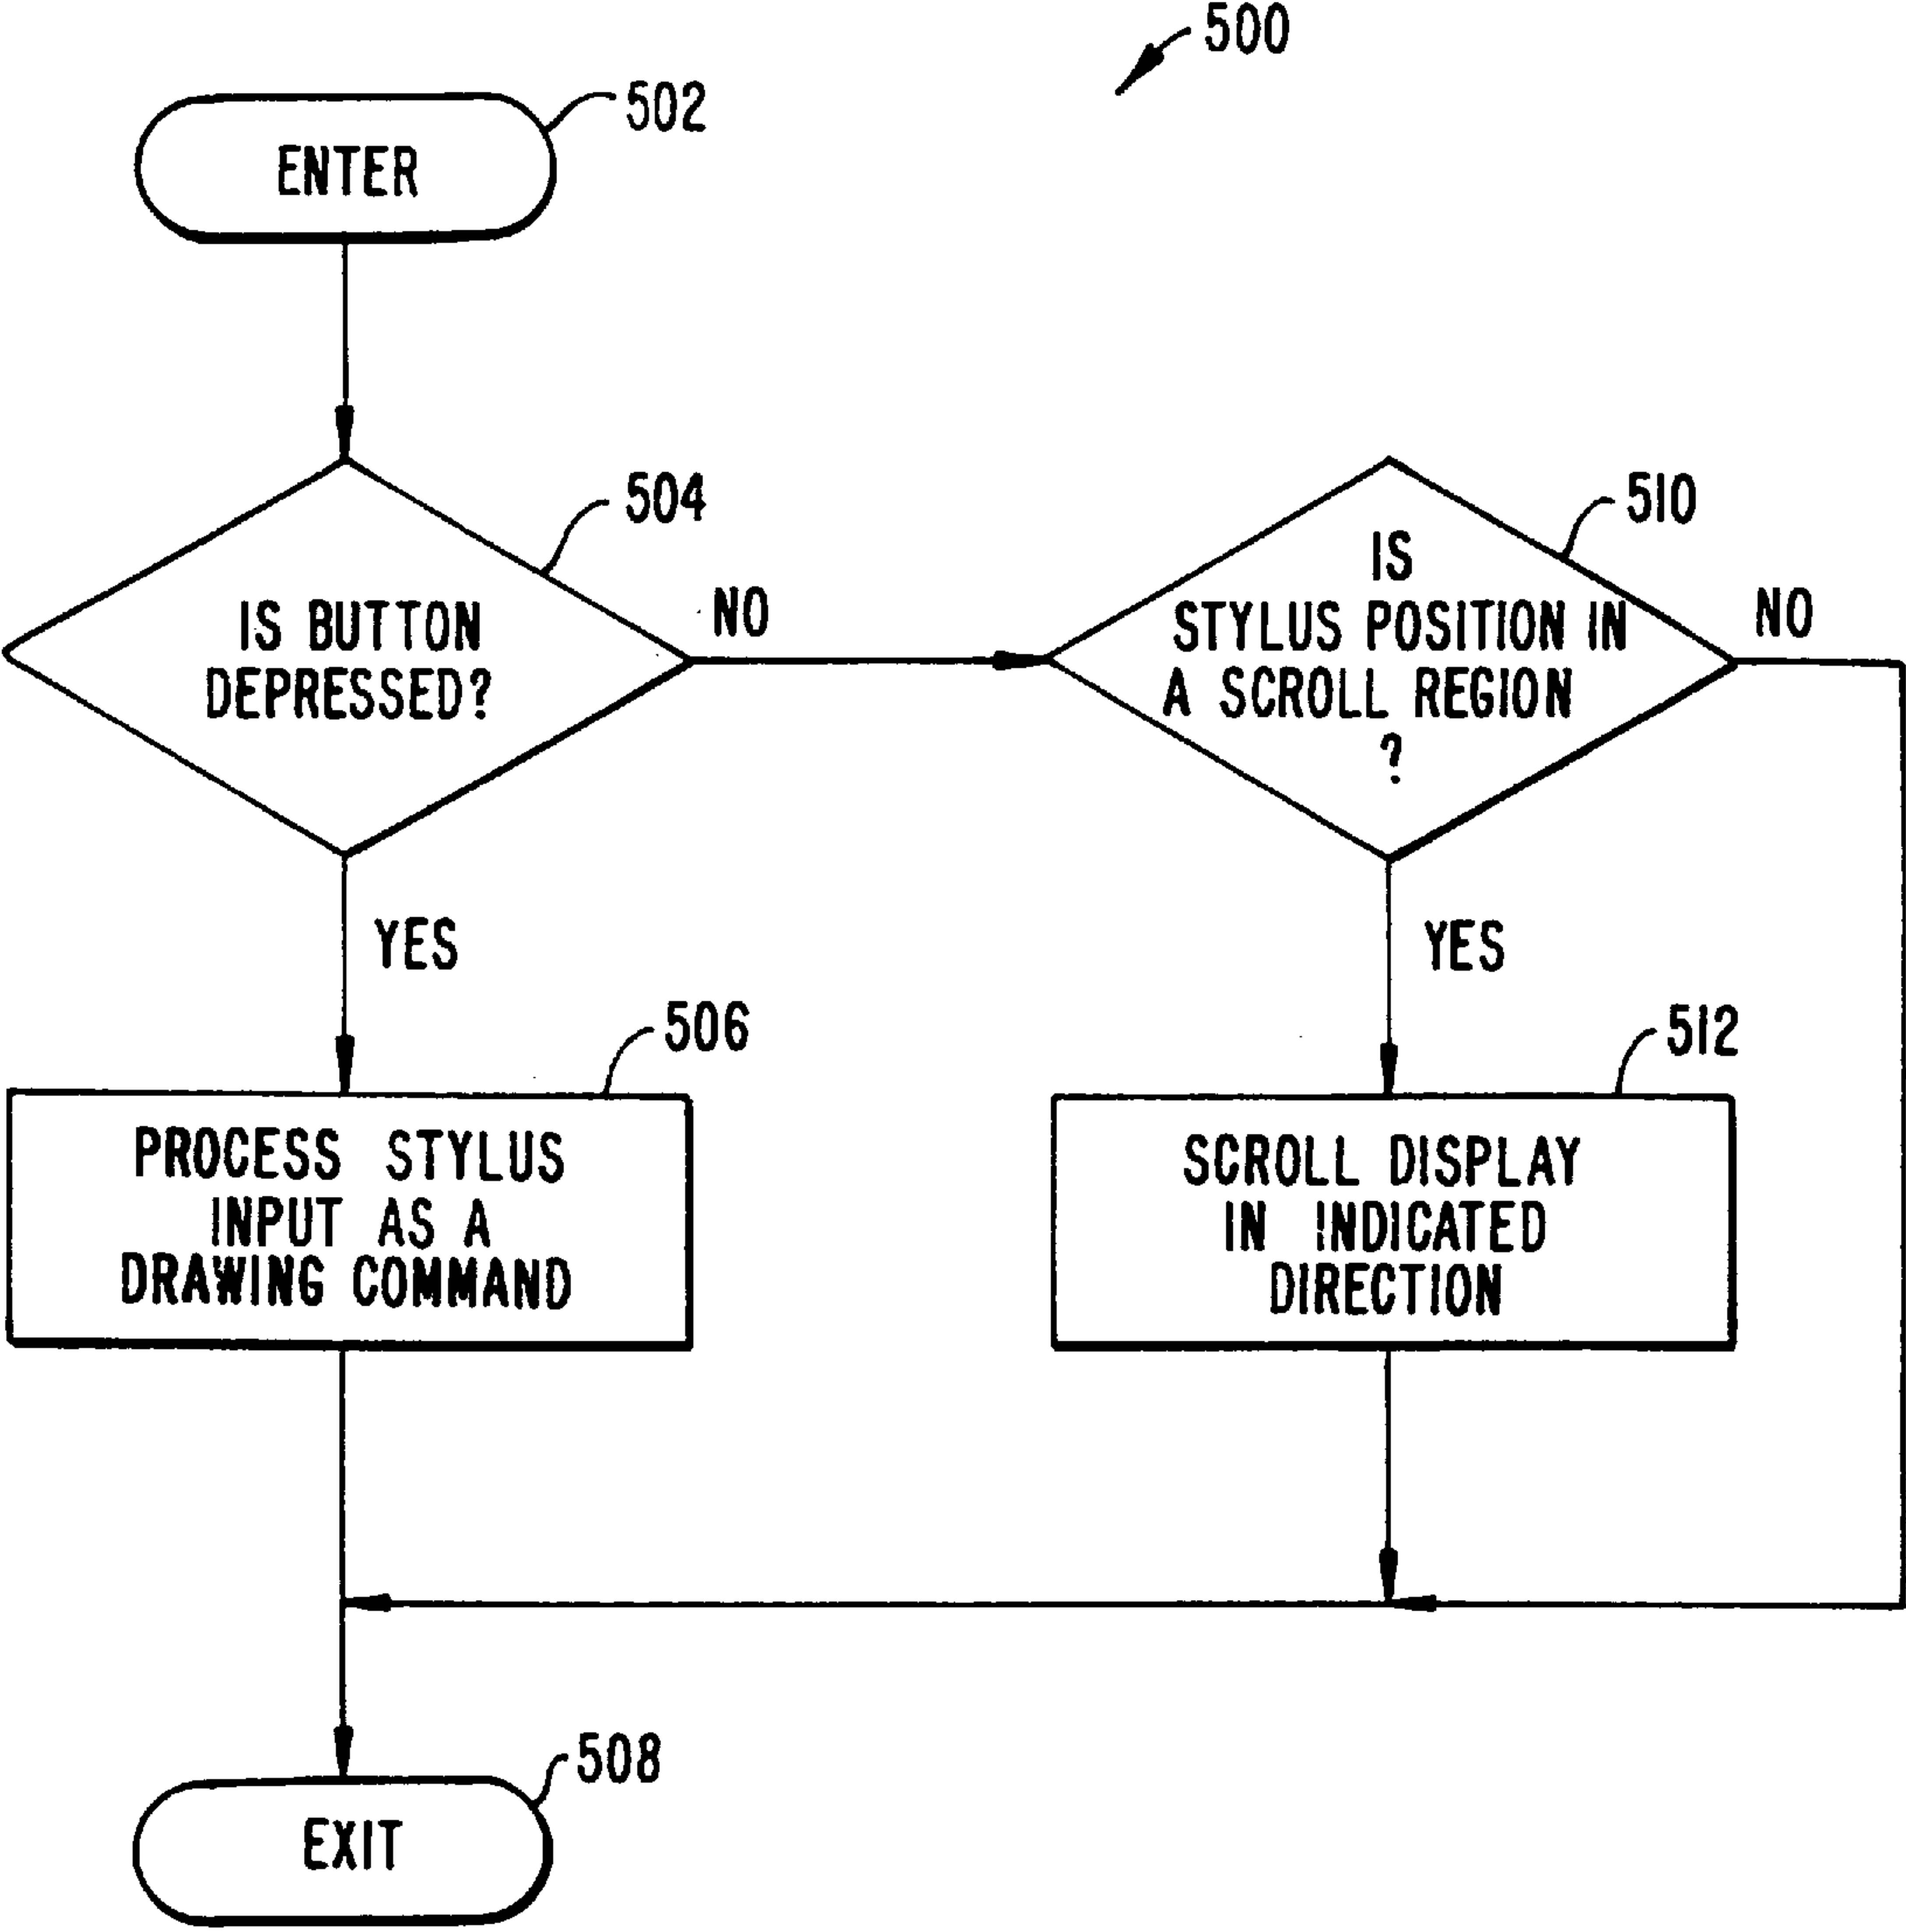 500
502
ENTER
504
IS BUTTON
DEPRESSED?
NO
510
IS
STYLUS POSITION IN
A SCROLL REGION
?
NO
YES
YES
506
PROCESS STYLUS
INPUT AS A
DRAWING COMMAND
512
SCROLL DISPLAY
IN INDICATED
DIRECTION
508
EXIT